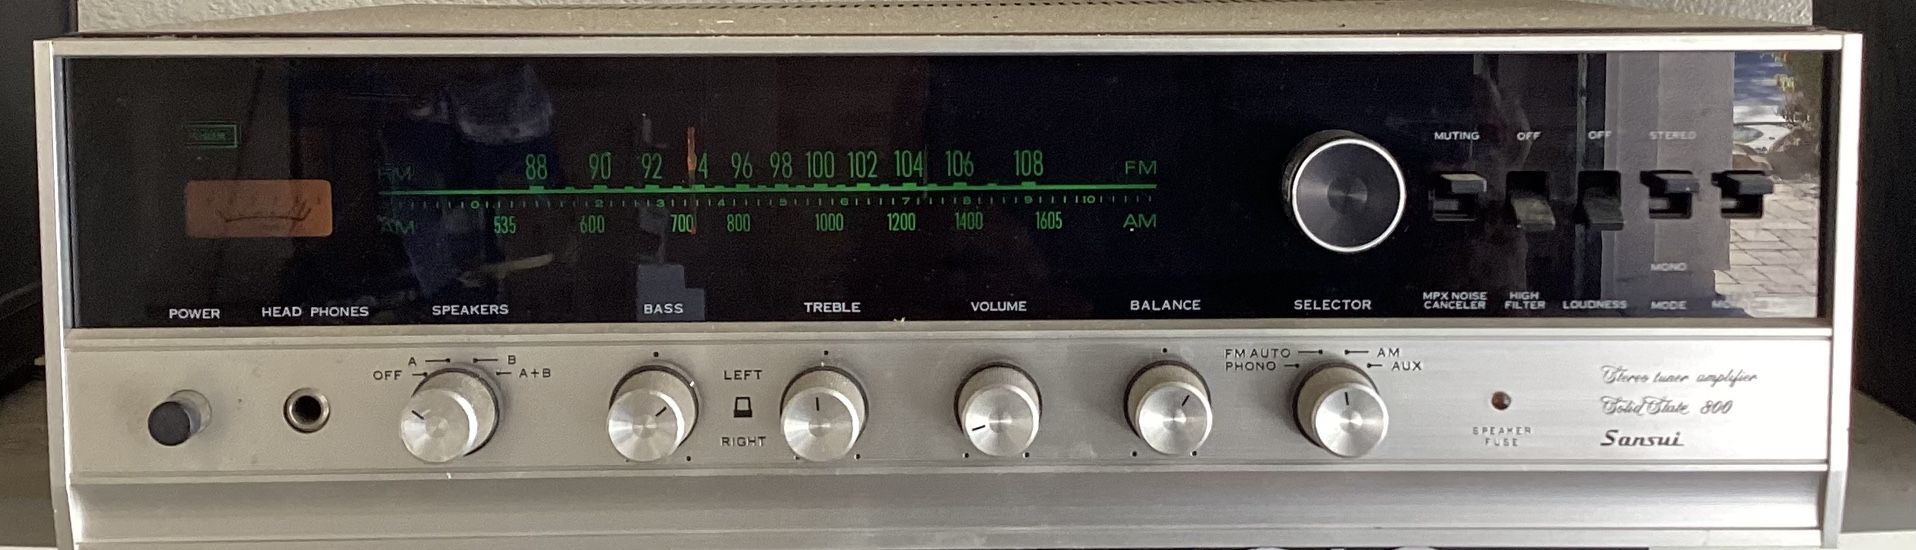 MUTING OFF OFF STEREO
FM 88 90 92 4 96 98 100 102 104 106 108 FM
0 2 3 4 5 6 7 8 9 10
AM 535 600 700 800 1000 1200 1400 1605 AM
MONO
POWER HEAD PHONES SPEAKERS BASS TREBLE VOLUME BALANCE SELECTOR
MPX NOISE HIGH
CANCELER FILTER LOUDNESS MODE
A B
OFF A+B
LEFT
RIGHT
FM AUTO AM
PHONO AUX
SPEAKER
FUSE
Stereo tuner amplifier
Solid State 800
Sansui